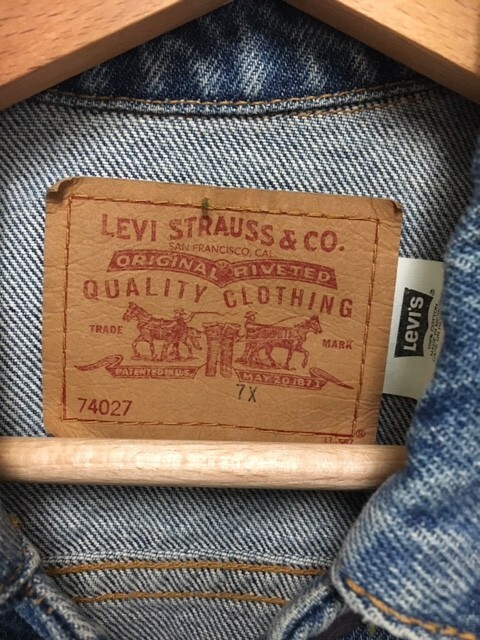 LEVI STRAUSS & CO.
SAN FRANCISCO, CAL.
ORIGINAL RIVETED
QUALITY CLOTHING
TRADE MARK
PATENTED IN U.S. MAY 20 1873
7X
74027
®
Levi's